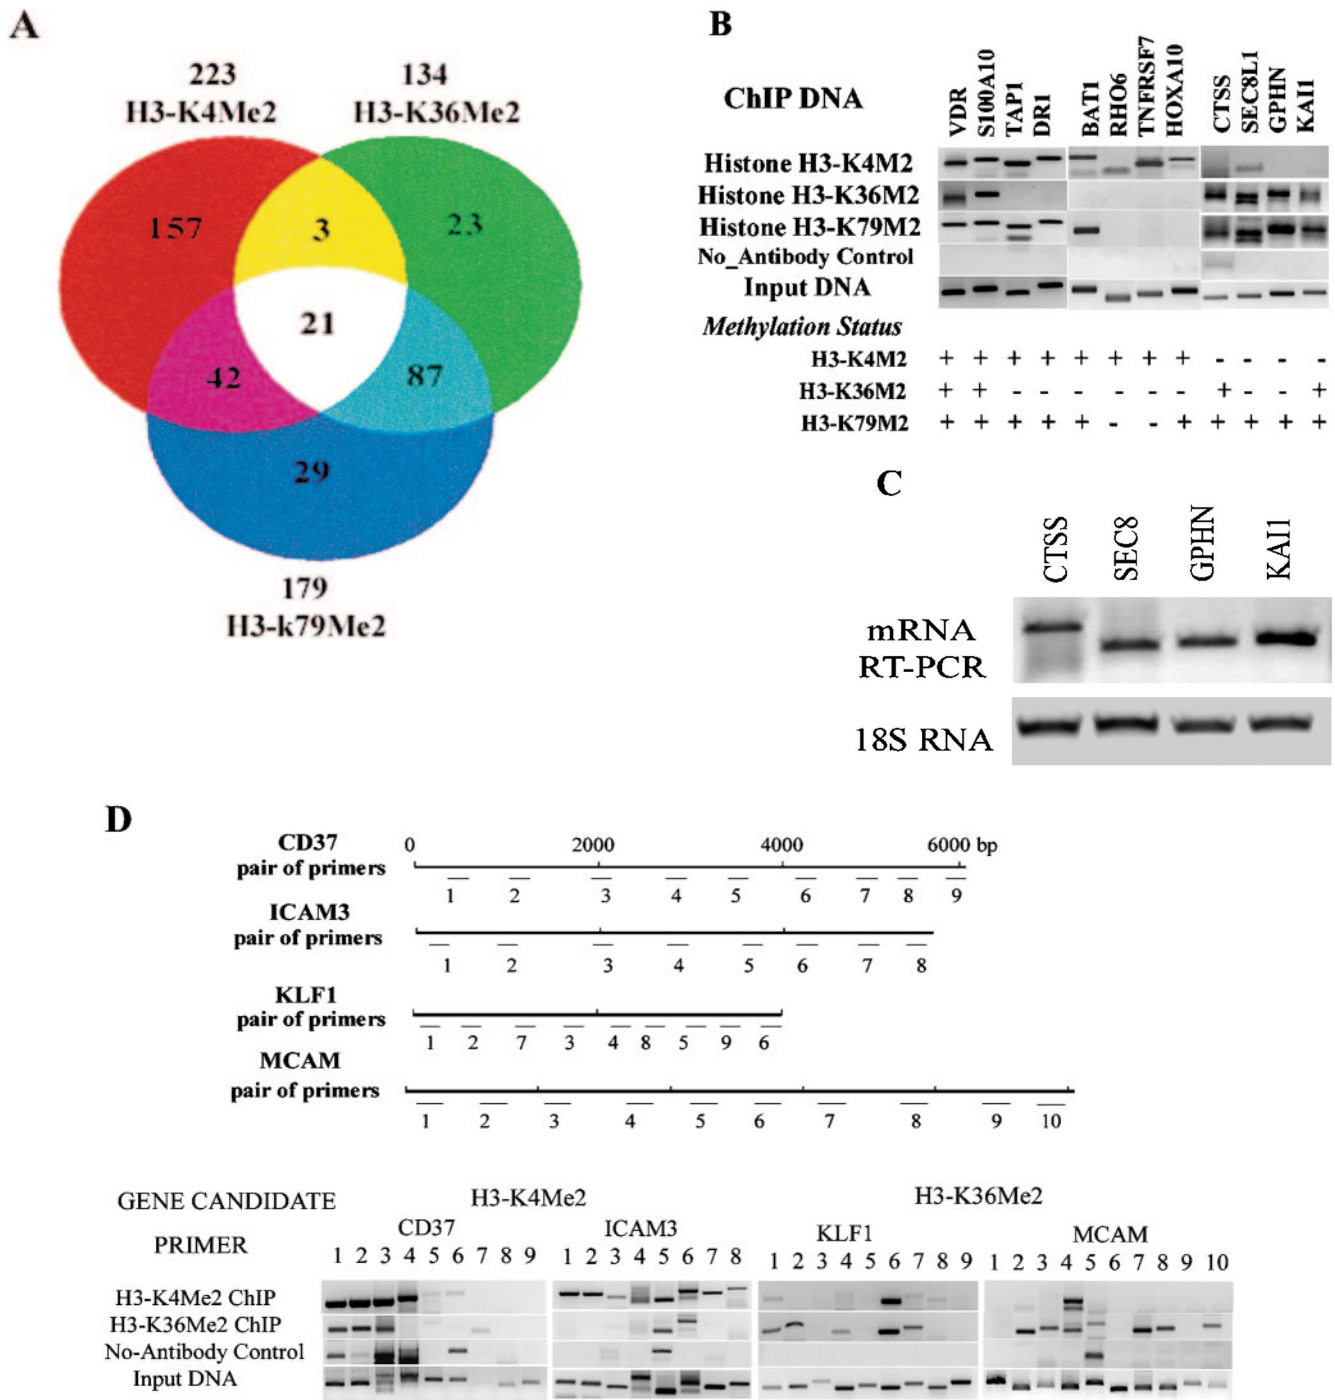 A
223
H3-K4Me2
134
H3-K36Me2
157
3
23
21
42
87
29
179
H3-k79Me2
B
ChIP DNA
VDR S100A10 TAP1 DR1 BAT1 RHO6 TNFRSF7 HOXA10 CTSS SEC8L1 GPHN KAI1
Histone H3-K4M2
Histone H3-K36M2
Histone H3-K79M2
No_Antibody Control
Input DNA
Methylation Status
H3-K4M2 + + + + + + + + - - - -
H3-K36M2 + + - - - - - - + - - +
H3-K79M2 + + + + + - - + + + + +
C
CTSS SEC8 GPHN KAI1
mRNA
RT-PCR
18S RNA
D
CD37 0 2000 4000 6000 bp
pair of primers
1 2 3 4 5 6 7 8 9
ICAM3
pair of primers
1 2 3 4 5 6 7 8
KLF1
pair of primers
1 2 7 3 4 8 5 9 6
MCAM
pair of primers
1 2 3 4 5 6 7 8 9 10
GENE CANDIDATE H3-K4Me2 H3-K36Me2
CD37 ICAM3 KLF1 MCAM
PRIMER 1 2 3 4 5 6 7 8 9 1 2 3 4 5 6 7 8 1 2 3 4 5 6 7 8 9 1 2 3 4 5 6 7 8 9 10
H3-K4Me2 ChIP
H3-K36Me2 ChIP
No-Antibody Control
Input DNA